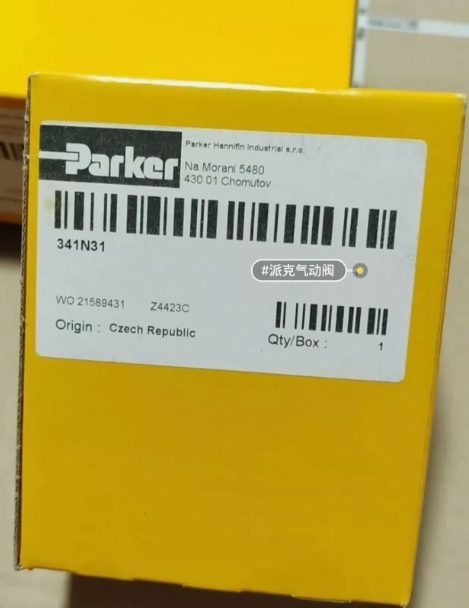 Parker
Parker Hannifin Industrial s.r.o.
Na Morani 5480
430 01 Chomutov
341N31
#派克气动阀
WO 21589431 Z4423C
Origin : Czech Republic
Qty/Box : 1